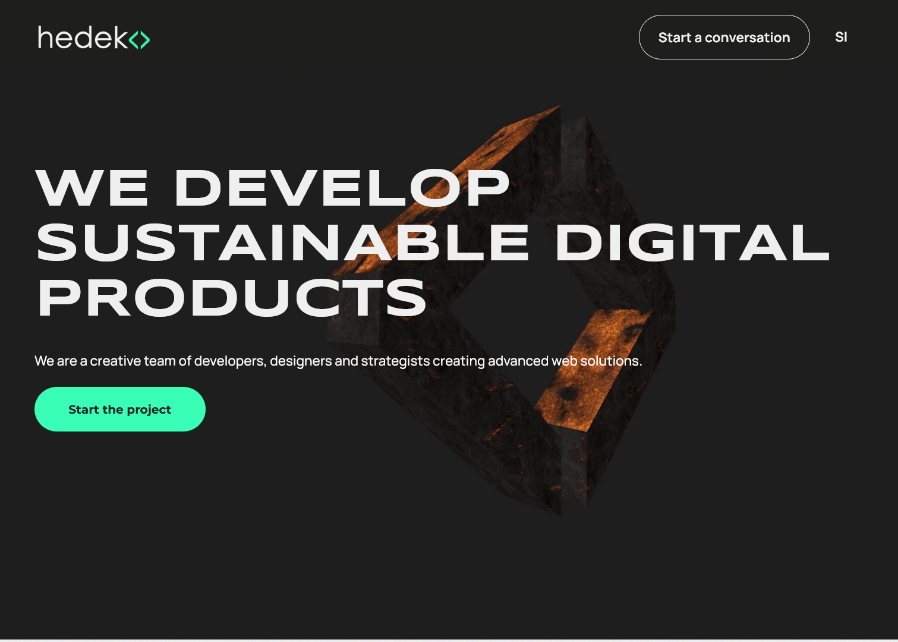 hedek
Start a conversation
SI
WE DEVELOP
SUSTAINABLE DIGITAL
PRODUCTS
We are a creative team of developers, designers and strategists creating advanced web solutions.
Start the project